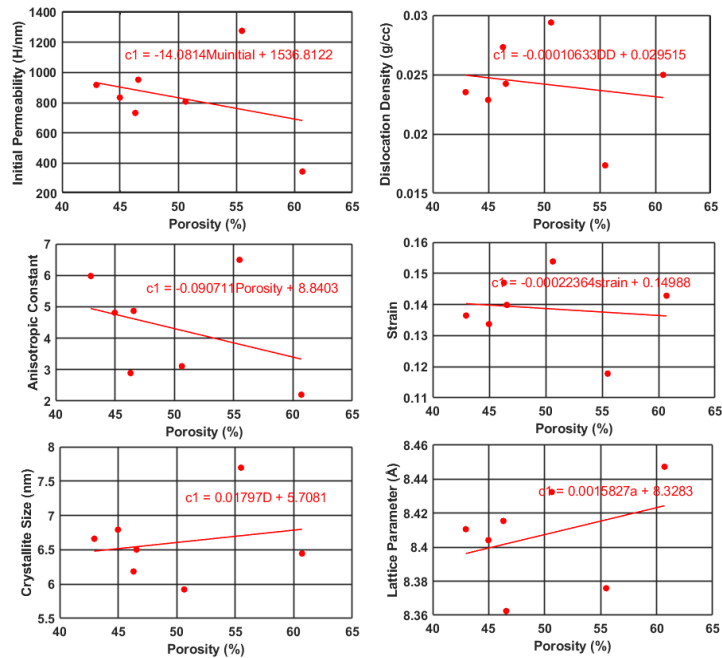 1400
1200
1000
800
600
400
200
40 45 50 55 60 65
Initial Permeability (H/nm)
Porosity (%)
c1 = -14.0814Muinitial + 1536.8122
0.03
0.025
0.02
0.015
40 45 50 55 60 65
Dislocation Density (g/cc)
Porosity (%)
c1 = -0.00010633DD + 0.029515
7
6
5
4
3
2
40 45 50 55 60 65
Anisotropic Constant
Porosity (%)
c1 = -0.090711Porosity + 8.8403
0.16
0.15
0.14
0.13
0.12
0.11
40 45 50 55 60 65
Strain
Porosity (%)
c1 = -0.00022364strain + 0.14988
8
7.5
7
6.5
6
5.5
40 45 50 55 60 65
Crystallite Size (nm)
Porosity (%)
c1 = 0.01797D + 5.7081
8.46
8.44
8.42
8.4
8.38
8.36
40 45 50 55 60 65
Lattice Parameter (Å)
Porosity (%)
c1 = 0.0015827a + 8.3283